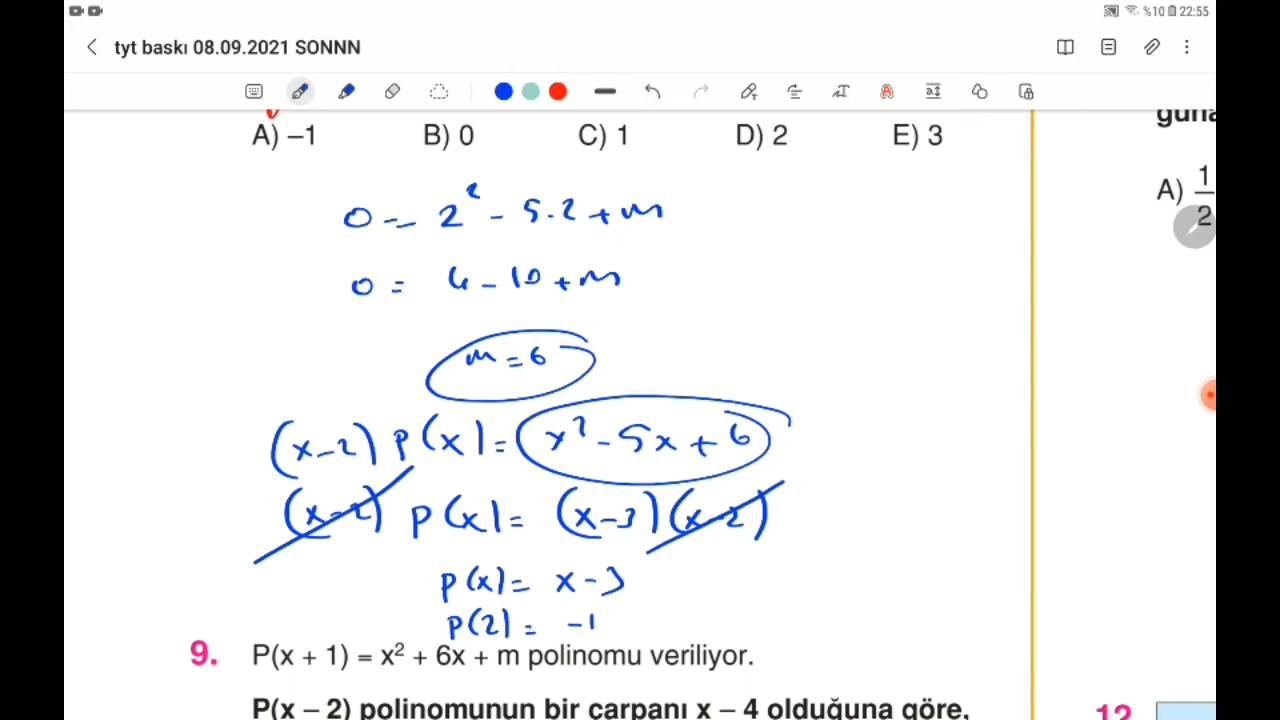 %10 22:55
tyt baskı 08.09.2021 SONNN
A) –1 B) 0 C) 1 D) 2 E) 3
0 = 2² - 5.2 + m
0 = 4 - 10 + m
m = 6
(x-2) P(x) = x² - 5x + 6
(x-2) P(x) = (x-3)(x-2)
P(x) = x-3
P(2) = -1
9. P(x + 1) = x² + 6x + m polinomu veriliyor.
P(x – 2) polinomunun bir çarpanı x – 4 olduğuna göre,
A) 1/2
12